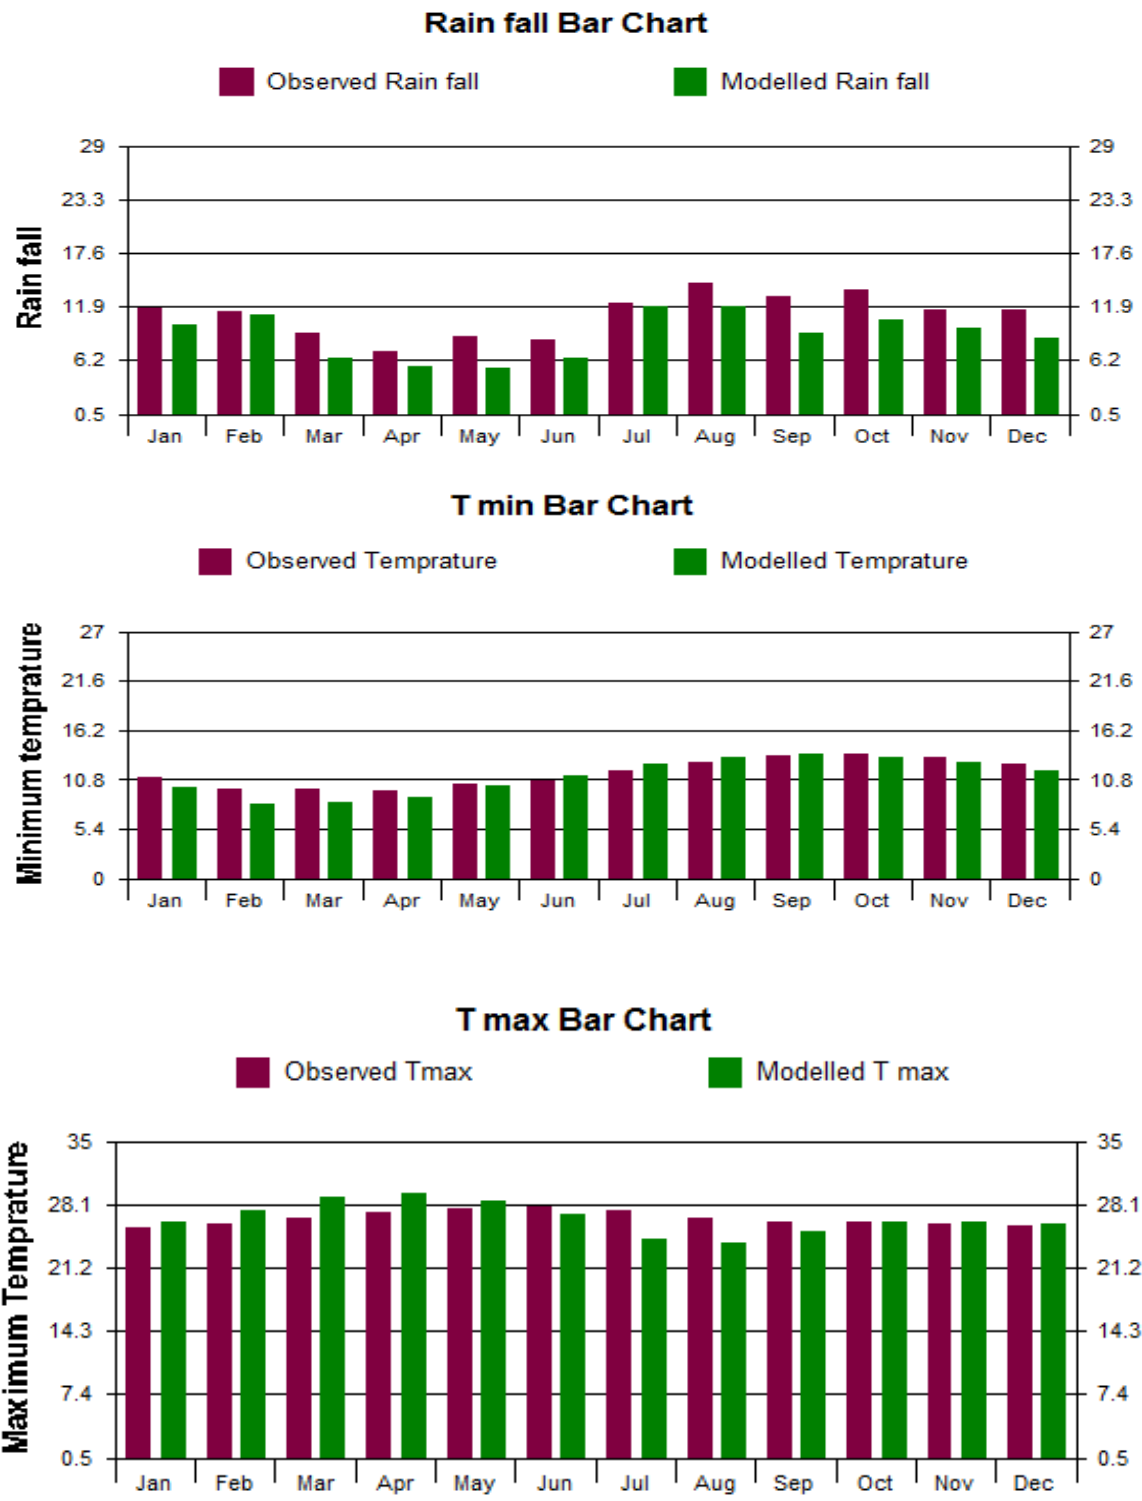 Rain fall Bar Chart
Observed Rain fall Modelled Rain fall
Rain fall
29 29
23.3 23.3
17.6 17.6
11.9 11.9
6.2 6.2
0.5 0.5
Jan Feb Mar Apr May Jun Jul Aug Sep Oct Nov Dec
T min Bar Chart
Observed Temprature Modelled Temprature
Minimum temprature
27 27
21.6 21.6
16.2 16.2
10.8 10.8
5.4 5.4
0 0
Jan Feb Mar Apr May Jun Jul Aug Sep Oct Nov Dec
T max Bar Chart
Observed Tmax Modelled T max
Maximum Temprature
35 35
28.1 28.1
21.2 21.2
14.3 14.3
7.4 7.4
0.5 0.5
Jan Feb Mar Apr May Jun Jul Aug Sep Oct Nov Dec